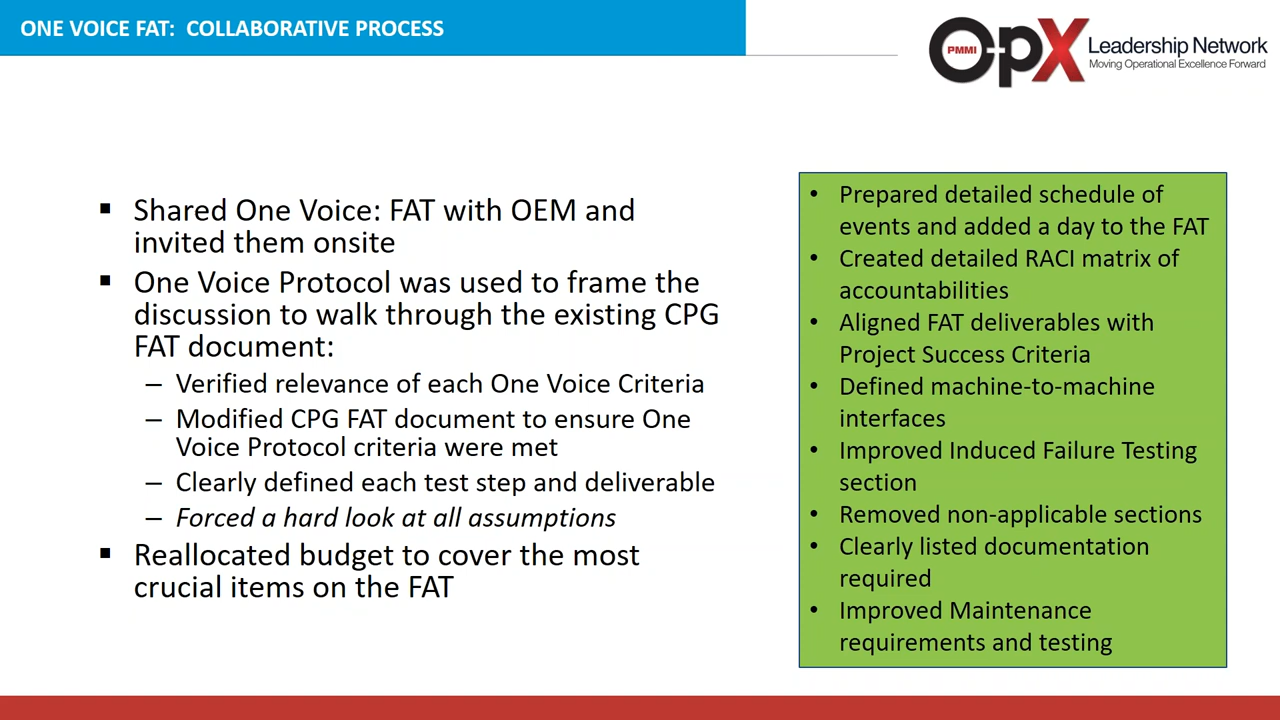 ONE VOICE FAT: COLLABORATIVE PROCESS
OpX
PMMI
Leadership Network
Moving Operational Excellence Forward
▪ Shared One Voice: FAT with OEM and
invited them onsite
▪ One Voice Protocol was used to frame the
discussion to walk through the existing CPG
FAT document:
– Verified relevance of each One Voice Criteria
– Modified CPG FAT document to ensure One
Voice Protocol criteria were met
– Clearly defined each test step and deliverable
– Forced a hard look at all assumptions
▪ Reallocated budget to cover the most
crucial items on the FAT
• Prepared detailed schedule of
events and added a day to the FAT
• Created detailed RACI matrix of
accountabilities
• Aligned FAT deliverables with
Project Success Criteria
• Defined machine-to-machine
interfaces
• Improved Induced Failure Testing
section
• Removed non-applicable sections
• Clearly listed documentation
required
• Improved Maintenance
requirements and testing